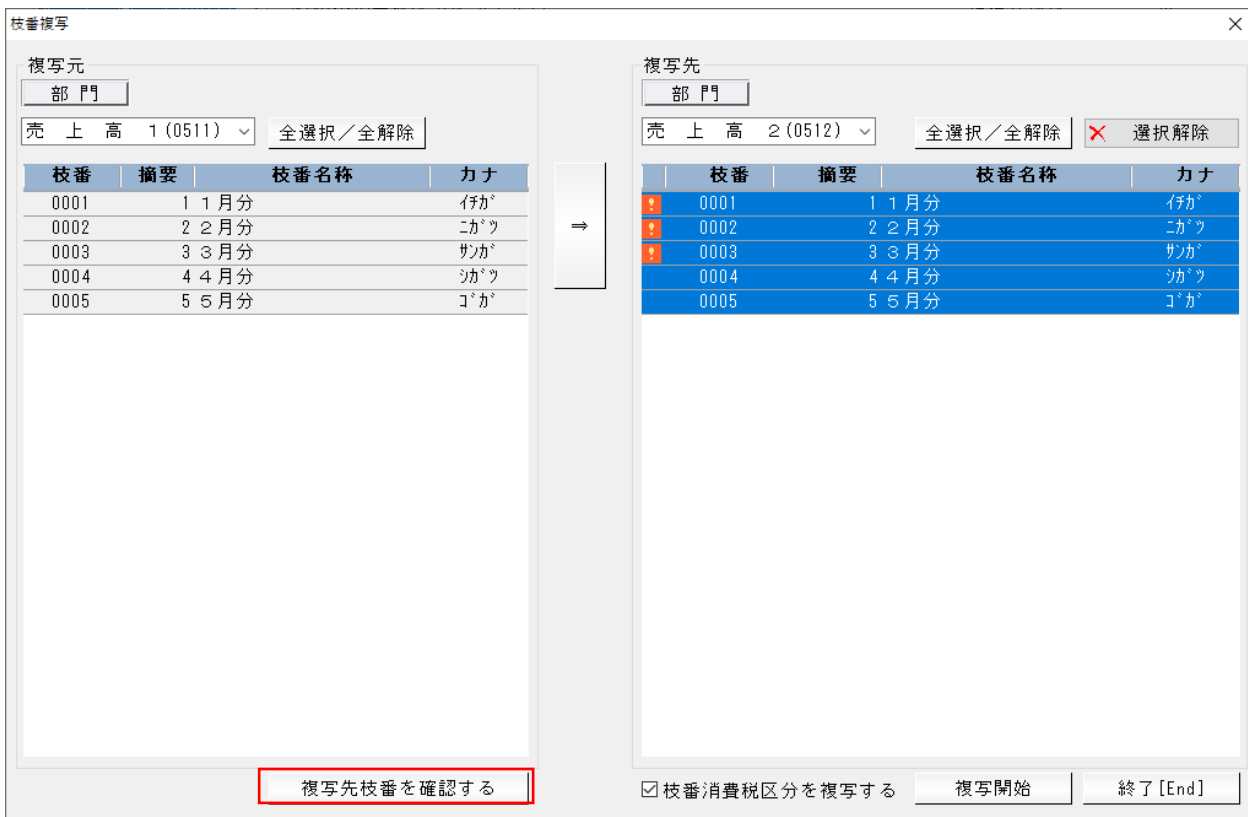 枝番複写
複写元
部 門
売 上 高 1(0511)
全選択／全解除
枝番 摘要 枝番名称 カナ
0001 1 1月分 ｲﾁｶﾞ
0002 2 2月分 ﾆｶﾞﾂ
0003 3 3月分 ｻﾝｶﾞ
0004 4 4月分 ｼｶﾞﾂ
0005 5 5月分 ｺﾞｶﾞ
複写先枝番を確認する
⇒
複写先
部 門
売 上 高 2(0512)
全選択／全解除
選択解除
枝番 摘要 枝番名称 カナ
! 0001 1 1月分 ｲﾁｶﾞ
! 0002 2 2月分 ﾆｶﾞﾂ
! 0003 3 3月分 ｻﾝｶﾞ
0004 4 4月分 ｼｶﾞﾂ
0005 5 5月分 ｺﾞｶﾞ
枝番消費税区分を複写する
複写開始
終了[End]